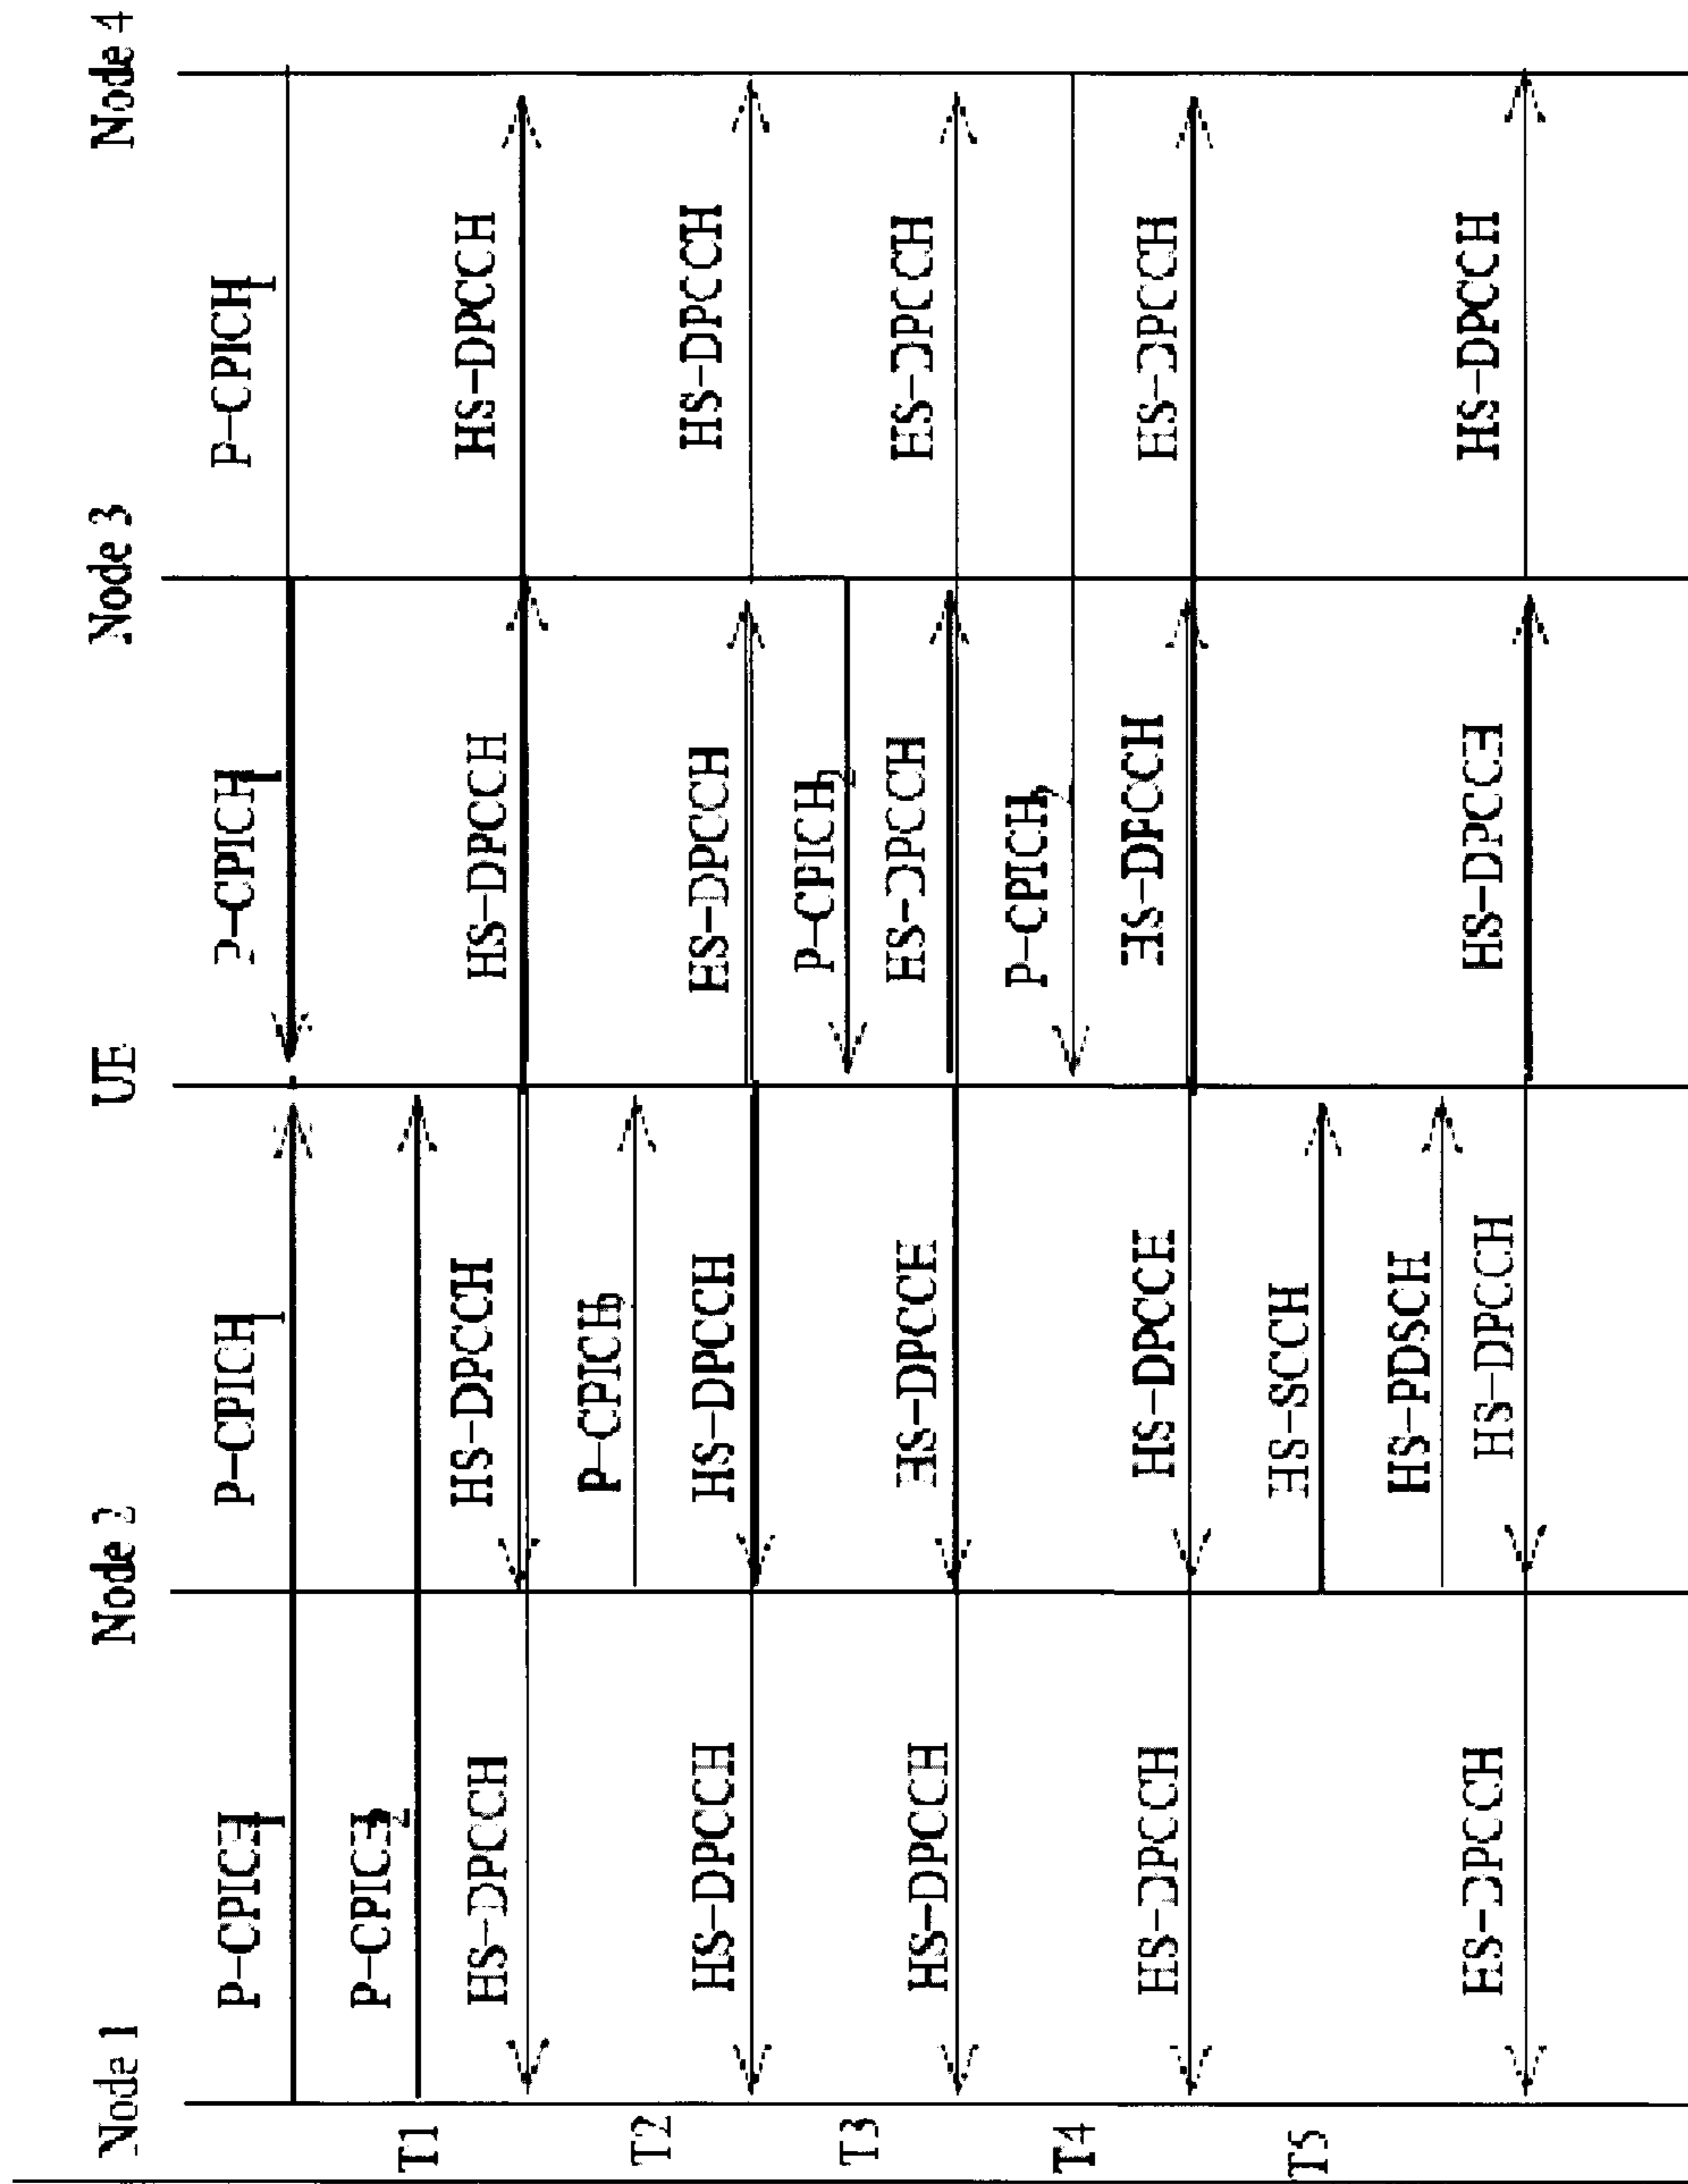 Node 1 Node 2 UE Node 3 Node 4
P-CPICH1 P-CPICH1 P-CPICH1 P-CPICH1
T1 P-CPICH2
HS-DPCCH HS-DPCCH HS-DPCCH HS-DPCCH
T2 P-CPICH2
HS-DPCCH HS-DPCCH HS-DPCCH HS-DPCCH
T3 P-CPICH2
HS-DPCCH HS-DPCCH HS-DPCCH HS-DPCCH
T4 P-CPICH2
HS-DPCCH HS-DPCCH HS-DPCCH HS-DPCCH
T5 HS-SCCH
HS-PDSCH
HS-DPCCH HS-DPCCH HS-DPCCH HS-DPCCH